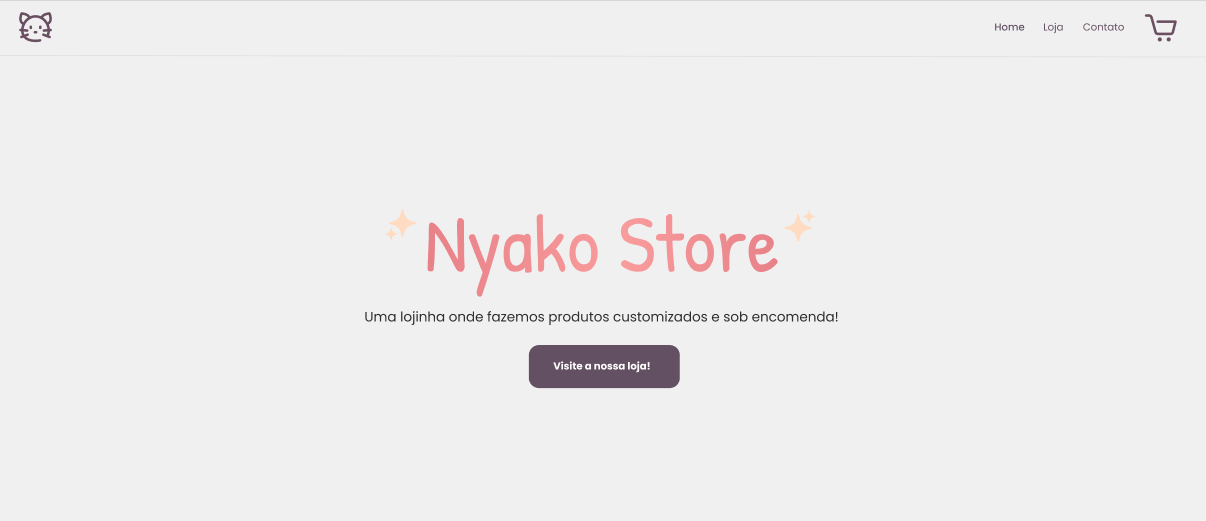 Home Loja Contato
Nyako Store
Uma lojinha onde fazemos produtos customizados e sob encomenda!
Visite a nossa loja!